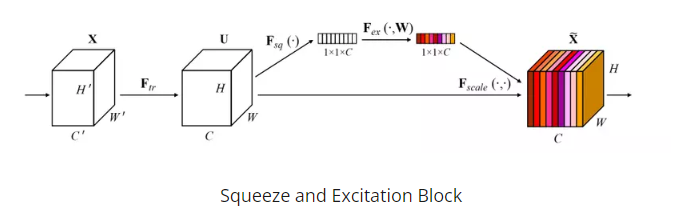 X
U
F_sq (·)
F_ex (·,W)
1×1×C
1×1×C
X̃
H'
F_tr
H
F_scale (·,·)
H
W'
W
W
C'
C
C
Squeeze and Excitation Block